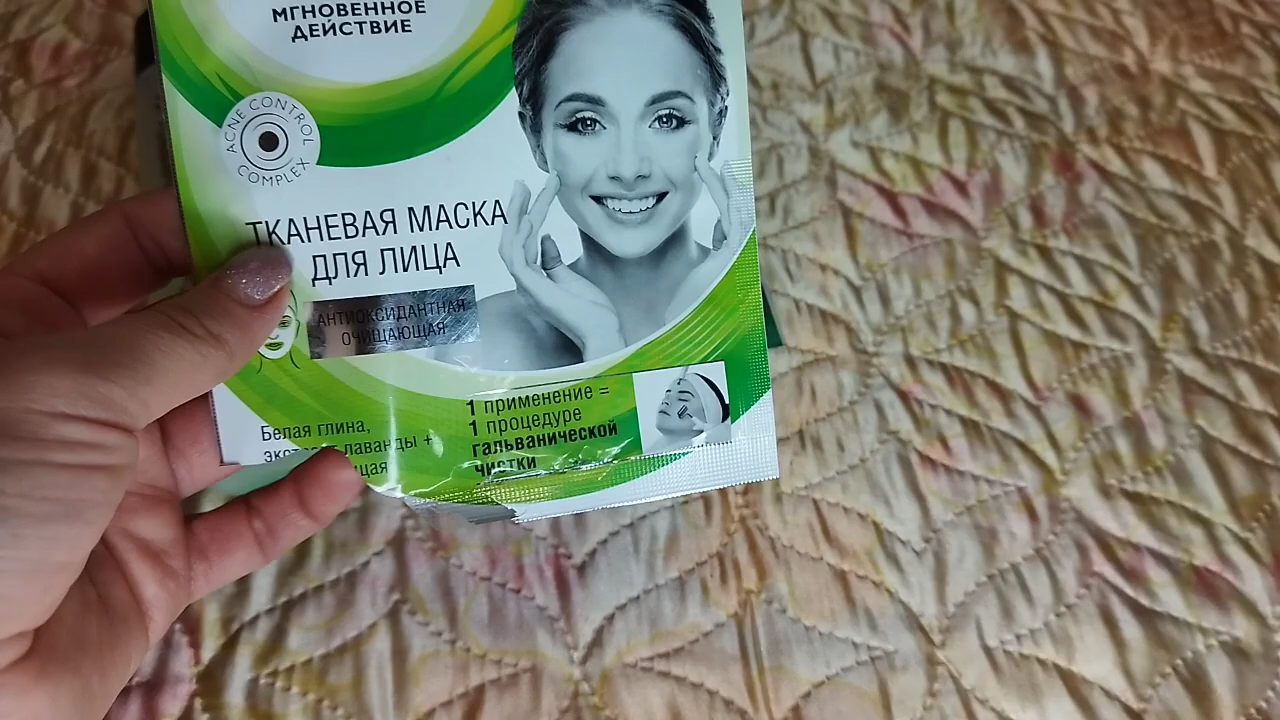 МГНОВЕННОЕ
ДЕЙСТВИЕ
ACNE CONTROL
COMPLEX
ТКАНЕВАЯ МАСКА
ДЛЯ ЛИЦА
АНТИОКСИДАНТНАЯ
ОЧИЩАЮЩАЯ
1 применение =
1 процедуре
гальванической
чистки
Белая глина,
лаванды +